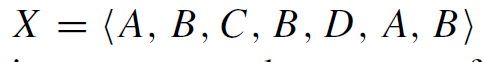 X = ⟨A, B, C, B, D, A, B⟩